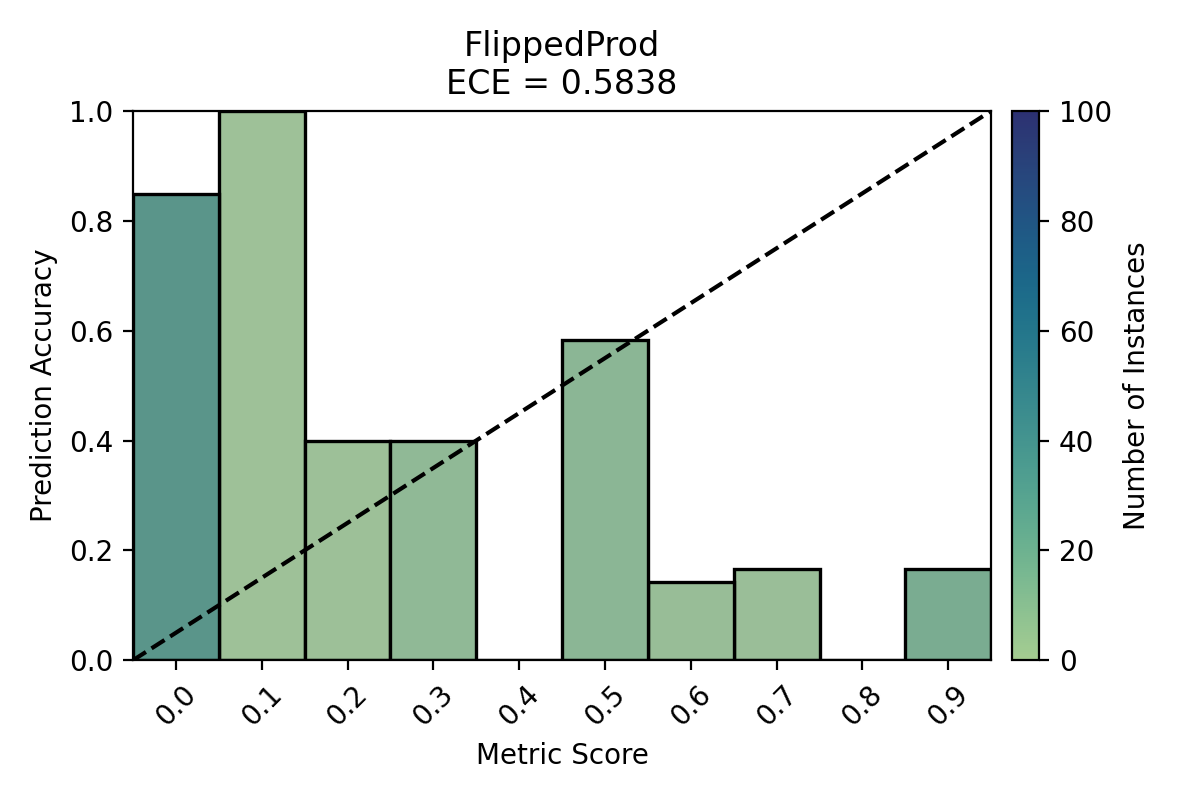 FlippedProd
ECE = 0.5838
Prediction Accuracy
1.0
0.8
0.6
0.4
0.2
0.0
0.0 0.1 0.2 0.3 0.4 0.5 0.6 0.7 0.8 0.9
Metric Score
100
80
60
40
20
0
Number of Instances